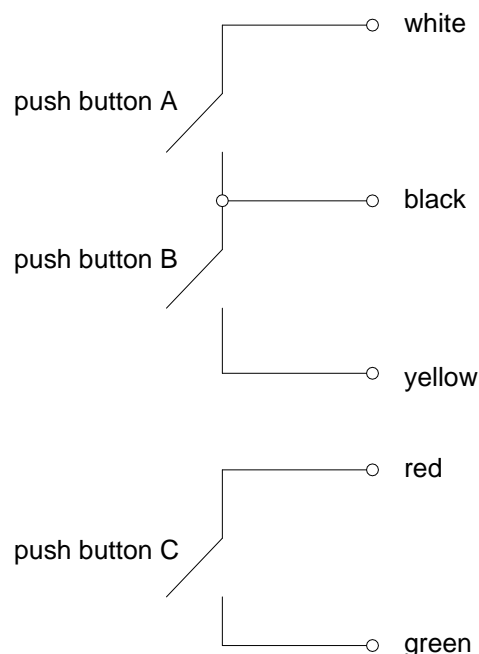 white
push button A
black
push button B
yellow
red
push button C
green